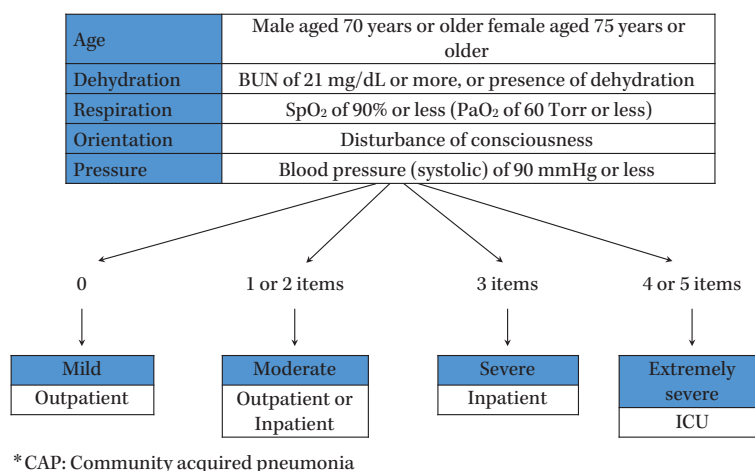 Age
Male aged 70 years or older female aged 75 years or
older
Dehydration
BUN of 21 mg/dL or more, or presence of dehydration
Respiration
SpO₂ of 90% or less (PaO₂ of 60 Torr or less)
Orientation
Disturbance of consciousness
Pressure
Blood pressure (systolic) of 90 mmHg or less
0
1 or 2 items
3 items
4 or 5 items
Mild
Outpatient
Moderate
Outpatient or
Inpatient
Severe
Inpatient
Extremely
severe
ICU
*CAP: Community acquired pneumonia